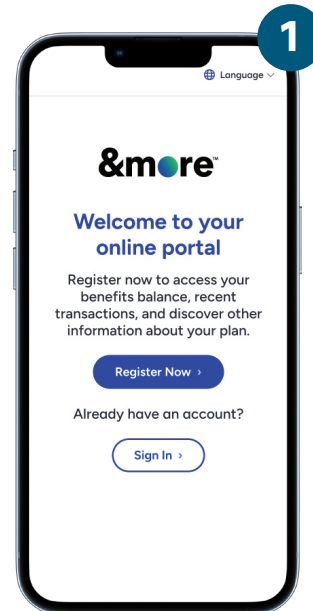 1
Language
&more™
Welcome to your
online portal
Register now to access your
benefits balance, recent
transactions, and discover other
information about your plan.
Register Now ›
Already have an account?
Sign In ›